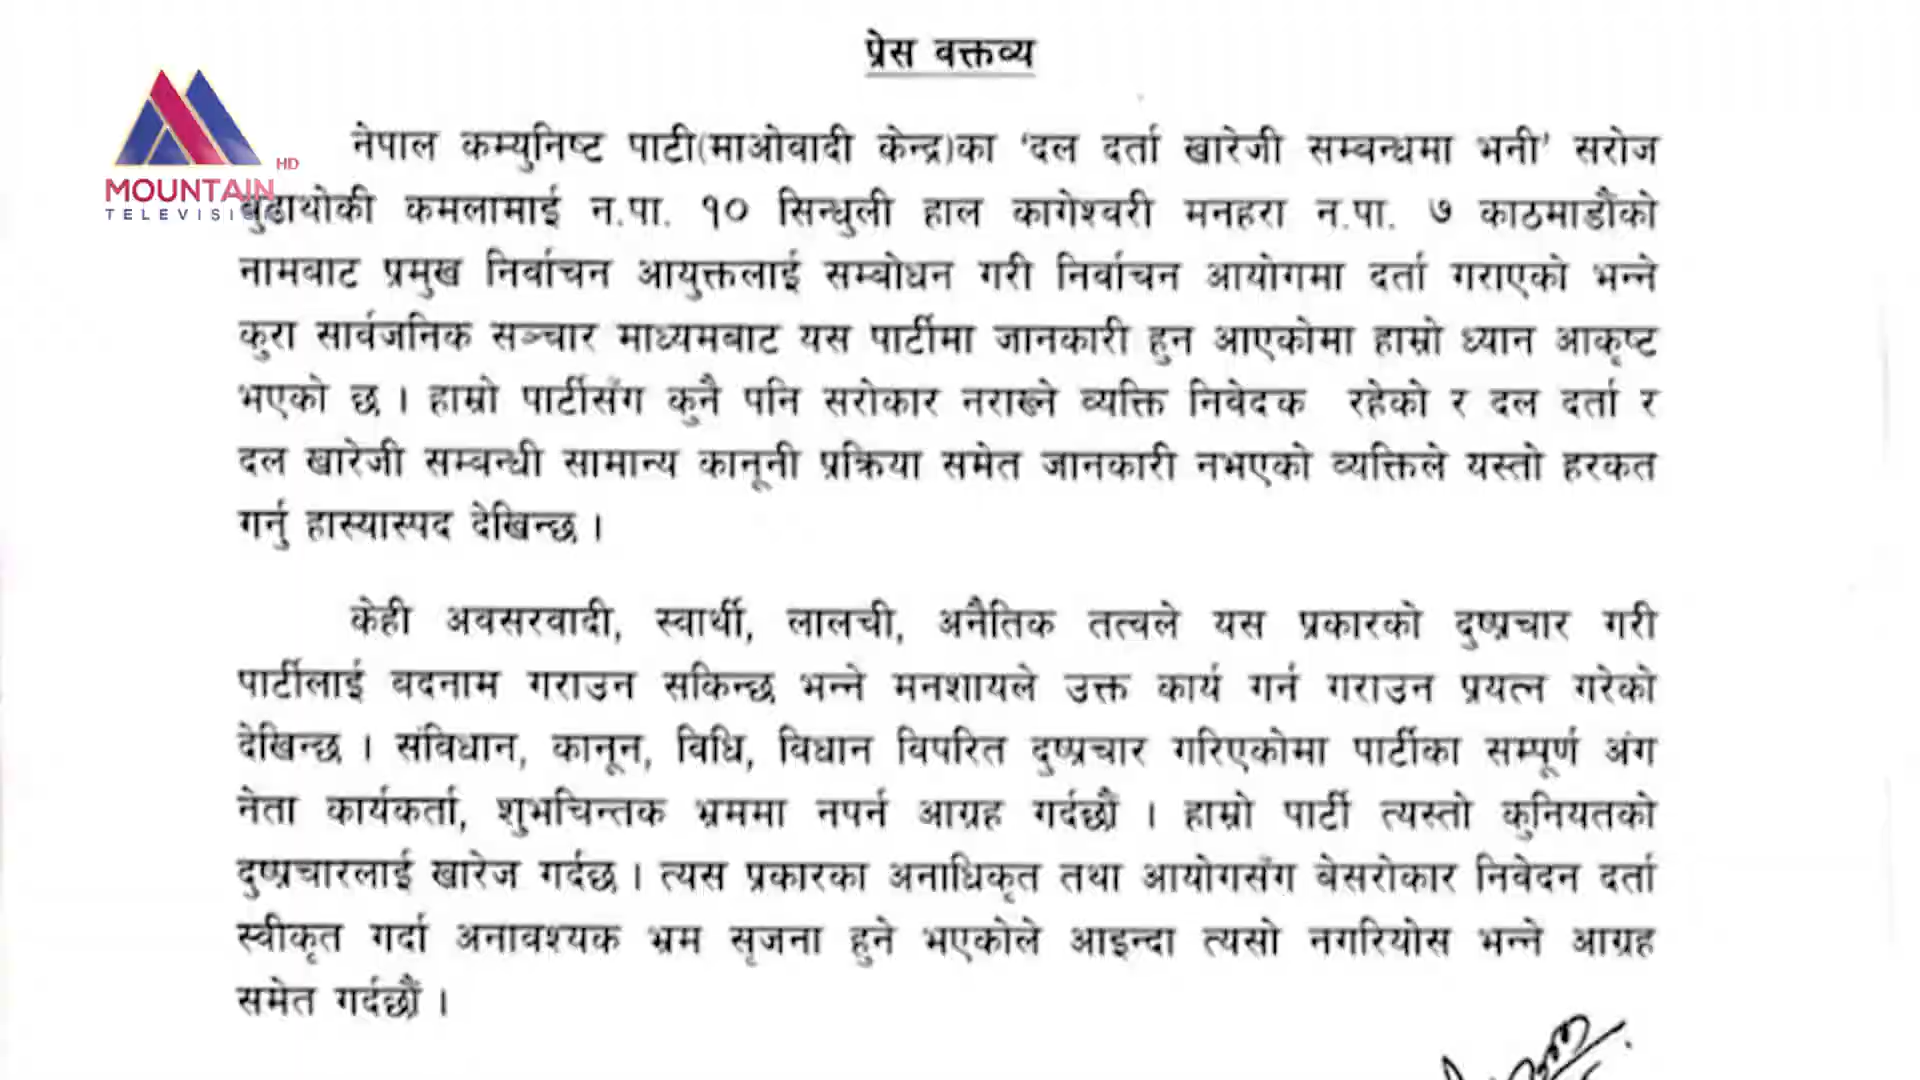 प्रेस वक्तव्य
MOUNTAIN HD
TELEVISI
नेपाल कम्युनिष्ट पाटी(माओवादी केन्द्र)का ‘दल दर्ता खारेजी सम्बन्धमा भनी’ सरोज
बुढाथोकी कमलामाई न.पा. १० सिन्धुली हाल कागेश्वरी मनहरा न.पा. ७ काठमाडौंको
नामबाट प्रमुख निर्वाचन आयुक्तलाई सम्बोधन गरी निर्वाचन आयोगमा दर्ता गराएको भन्ने
कुरा सार्वजनिक सञ्चार माध्यमबाट यस पार्टीमा जानकारी हुन आएकोमा हाम्रो ध्यान आकृष्ट
भएको छ । हाम्रो पार्टीसँग कुनै पनि सरोकार नराख्ने व्यक्ति निवेदक रहेको र दल दर्ता र
दल खारेजी सम्बन्धी सामान्य कानूनी प्रक्रिया समेत जानकारी नभएको व्यक्तिले यस्तो हरकत
गर्नु हास्यास्पद देखिन्छ ।
केही अवसरवादी, स्वार्थी, लालची, अनैतिक तत्वले यस प्रकारको दुष्प्रचार गरी
पार्टीलाई बदनाम गराउन सकिन्छ भन्ने मनशायले उक्त कार्य गर्न गराउन प्रयत्न गरेको
देखिन्छ । संविधान, कानून, विधि, विधान विपरित दुष्प्रचार गरिएकोमा पार्टीका सम्पूर्ण अंग
नेता कार्यकर्ता, शुभचिन्तक भ्रममा नपर्न आग्रह गर्दछौं । हाम्रो पार्टी त्यस्तो कुनियतको
दुष्प्रचारलाई खारेज गर्दछ । त्यस प्रकारका अनाधिकृत तथा आयोगसँग बेसरोकार निवेदन दर्ता
स्वीकृत गर्दा अनावश्यक भ्रम सृजना हुने भएकोले आइन्दा त्यसो नगरियोस भन्ने आग्रह
समेत गर्दछौं ।